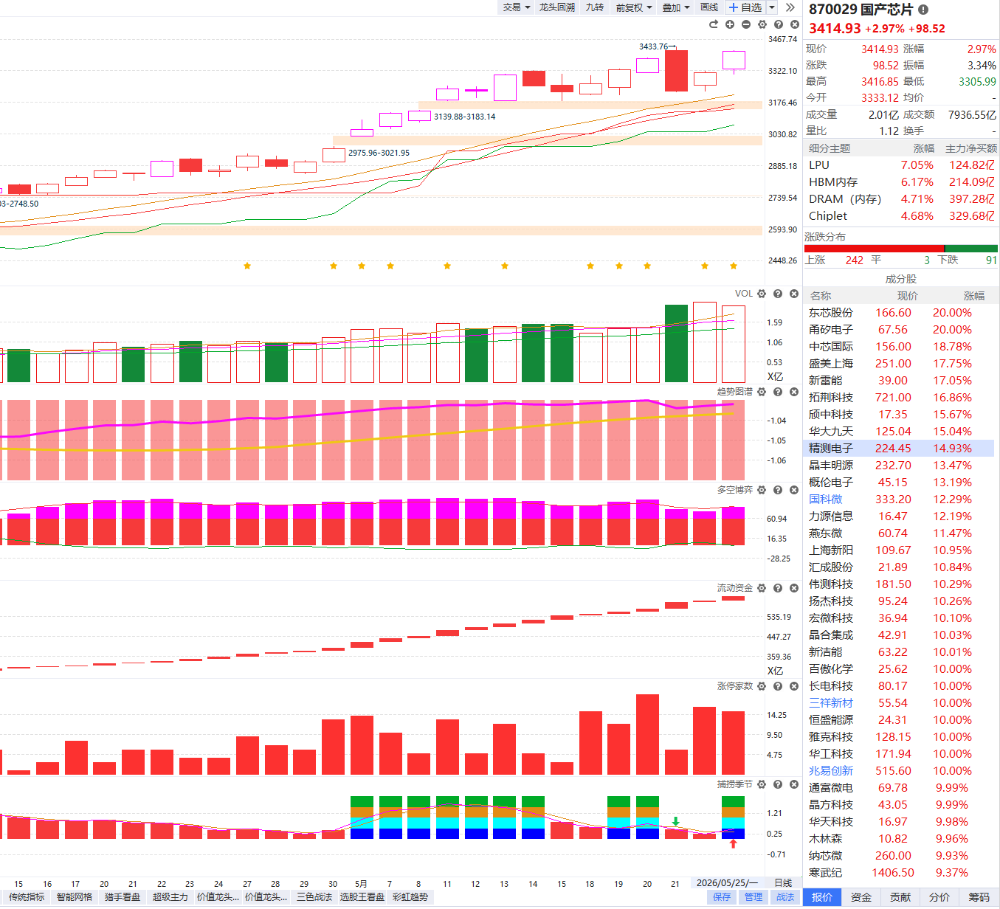 交易 龙头回溯 九转 前复权 叠加 画线 自选
870029 国产芯片
3414.93 +2.97% +98.52
现价 3414.93 涨幅 2.97%
涨跌 98.52 振幅 3.34%
最高 3416.85 最低 3305.99
今开 3333.12 均价 -
成交量 2.01亿 成交额 7936.55亿
量比 1.12 换手 -
细分主题 涨幅 主力净买额
LPU 7.05% 124.82亿
HBM内存 6.17% 214.09亿
DRAM（内存） 4.71% 397.28亿
Chiplet 4.68% 329.68亿
涨跌分布
上涨 242 平 3 下跌 91
成分股
名称 现价 涨幅
东芯股份 166.60 20.00%
甬矽电子 67.56 20.00%
中芯国际 156.00 18.78%
盛美上海 251.00 17.75%
新雷能 39.00 17.05%
拓荆科技 721.00 16.86%
颀中科技 17.35 15.67%
华大九天 125.04 15.04%
精测电子 224.45 14.93%
晶丰明源 232.70 13.47%
概伦电子 45.15 13.19%
国科微 333.20 12.29%
力源信息 16.47 12.19%
燕东微 60.74 11.47%
上海新阳 109.67 10.95%
汇成股份 21.89 10.84%
伟测科技 181.50 10.29%
扬杰科技 95.24 10.26%
宏微科技 36.94 10.10%
晶合集成 42.91 10.03%
新洁能 63.22 10.01%
百傲化学 25.62 10.00%
长电科技 80.17 10.00%
三祥新材 55.54 10.00%
恒盛能源 24.31 10.00%
雅克科技 128.15 10.00%
华工科技 171.94 10.00%
兆易创新 515.60 10.00%
通富微电 69.78 9.99%
晶方科技 43.05 9.99%
华天科技 16.97 9.98%
木林森 10.82 9.96%
纳芯微 260.00 9.93%
寒武纪 1406.50 9.37%
报价 资金 贡献 分价 筹码
3467.74
3433.76
3322.10
3176.46
3139.88-3183.14
3030.82
2975.96-3021.95
2885.18
2739.54
3-2748.50
2593.90
2448.26
VOL
1.59
1.06
0.53
X亿
趋势图谱
-1.04
-1.05
-1.06
多空博弈
60.94
16.35
-28.25
流动资金
535.19
447.27
359.36
X亿
涨停家数
14.25
9.50
4.75
捕捞季节
1.21
0.25
-0.71
15 16 17 20 21 22 23 24 27 28 29 30 5月 7 8 11 12 13 14 15 18 19 20 21 2026/05/25/一 日线
传统指标 智能网格 猎手看盘 超级主力 价值龙头... 价值龙头... 三色战法 选股王看盘 彩虹趋势 保存 管理 战法